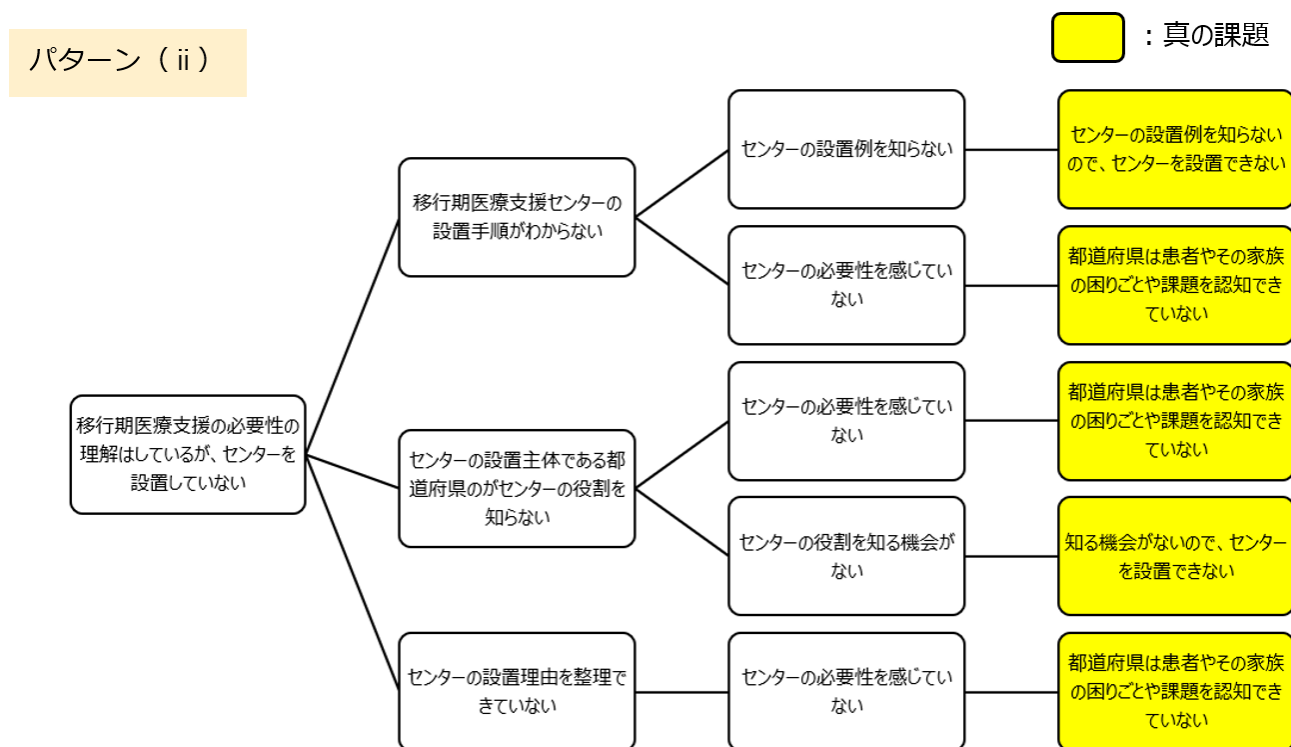 パターン（ⅱ）
：真の課題
移行期医療支援の必要性の
理解はしているが、センターを
設置していない
移行期医療支援センターの
設置手順がわからない
センターの設置例を知らない
センターの設置例を知らない
ので、センターを設置できない
センターの必要性を感じてい
ない
都道府県は患者やその家族
の困りごとや課題を認知でき
ていない
センターの設置主体である都
道府県のがセンターの役割を
知らない
センターの必要性を感じてい
ない
都道府県は患者やその家族
の困りごとや課題を認知でき
ていない
センターの役割を知る機会が
ない
知る機会がないので、センター
を設置できない
センターの設置理由を整理で
きていない
センターの必要性を感じてい
ない
都道府県は患者やその家族
の困りごとや課題を認知でき
ていない